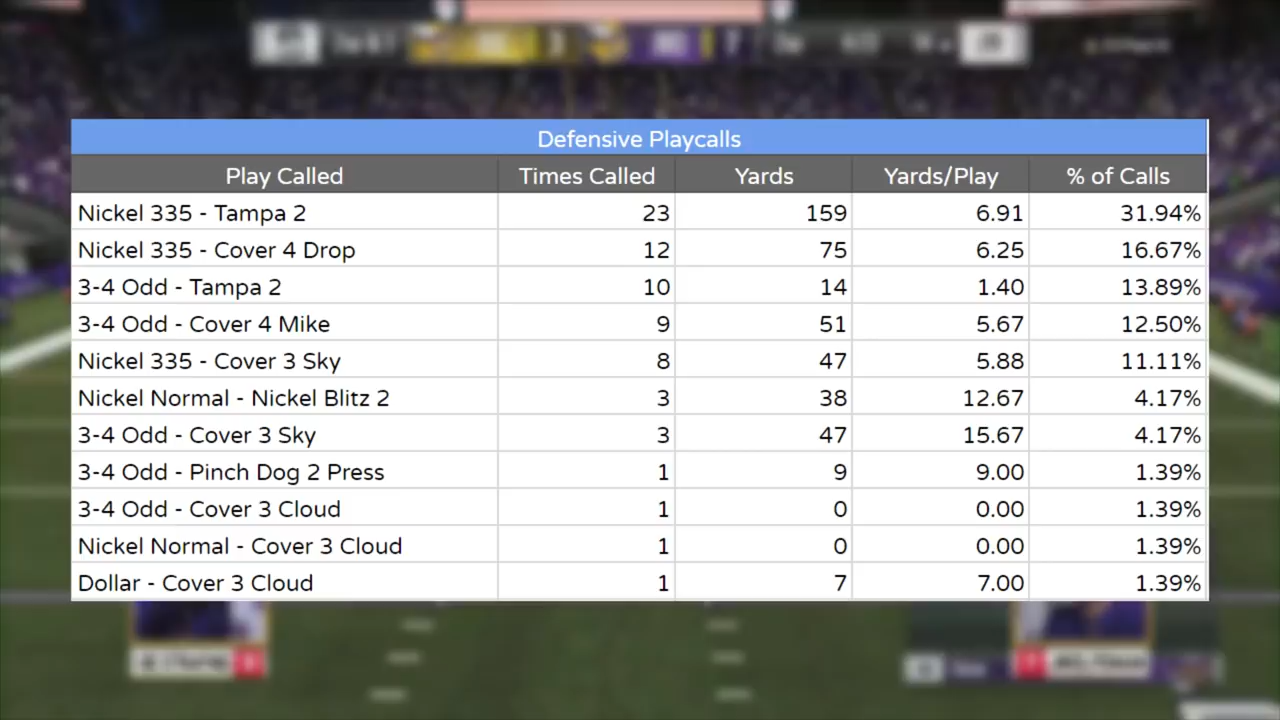 Defensive Playcalls
Play Called Times Called Yards Yards/Play % of Calls
Nickel 335 - Tampa 2 23 159 6.91 31.94%
Nickel 335 - Cover 4 Drop 12 75 6.25 16.67%
3-4 Odd - Tampa 2 10 14 1.40 13.89%
3-4 Odd - Cover 4 Mike 9 51 5.67 12.50%
Nickel 335 - Cover 3 Sky 8 47 5.88 11.11%
Nickel Normal - Nickel Blitz 2 3 38 12.67 4.17%
3-4 Odd - Cover 3 Sky 3 47 15.67 4.17%
3-4 Odd - Pinch Dog 2 Press 1 9 9.00 1.39%
3-4 Odd - Cover 3 Cloud 1 0 0.00 1.39%
Nickel Normal - Cover 3 Cloud 1 0 0.00 1.39%
Dollar - Cover 3 Cloud 1 7 7.00 1.39%